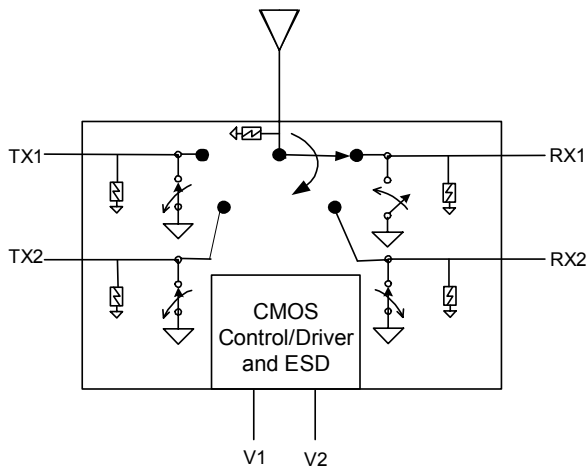 TX1
RX1
TX2
RX2
CMOS
Control/Driver
and ESD
V1
V2